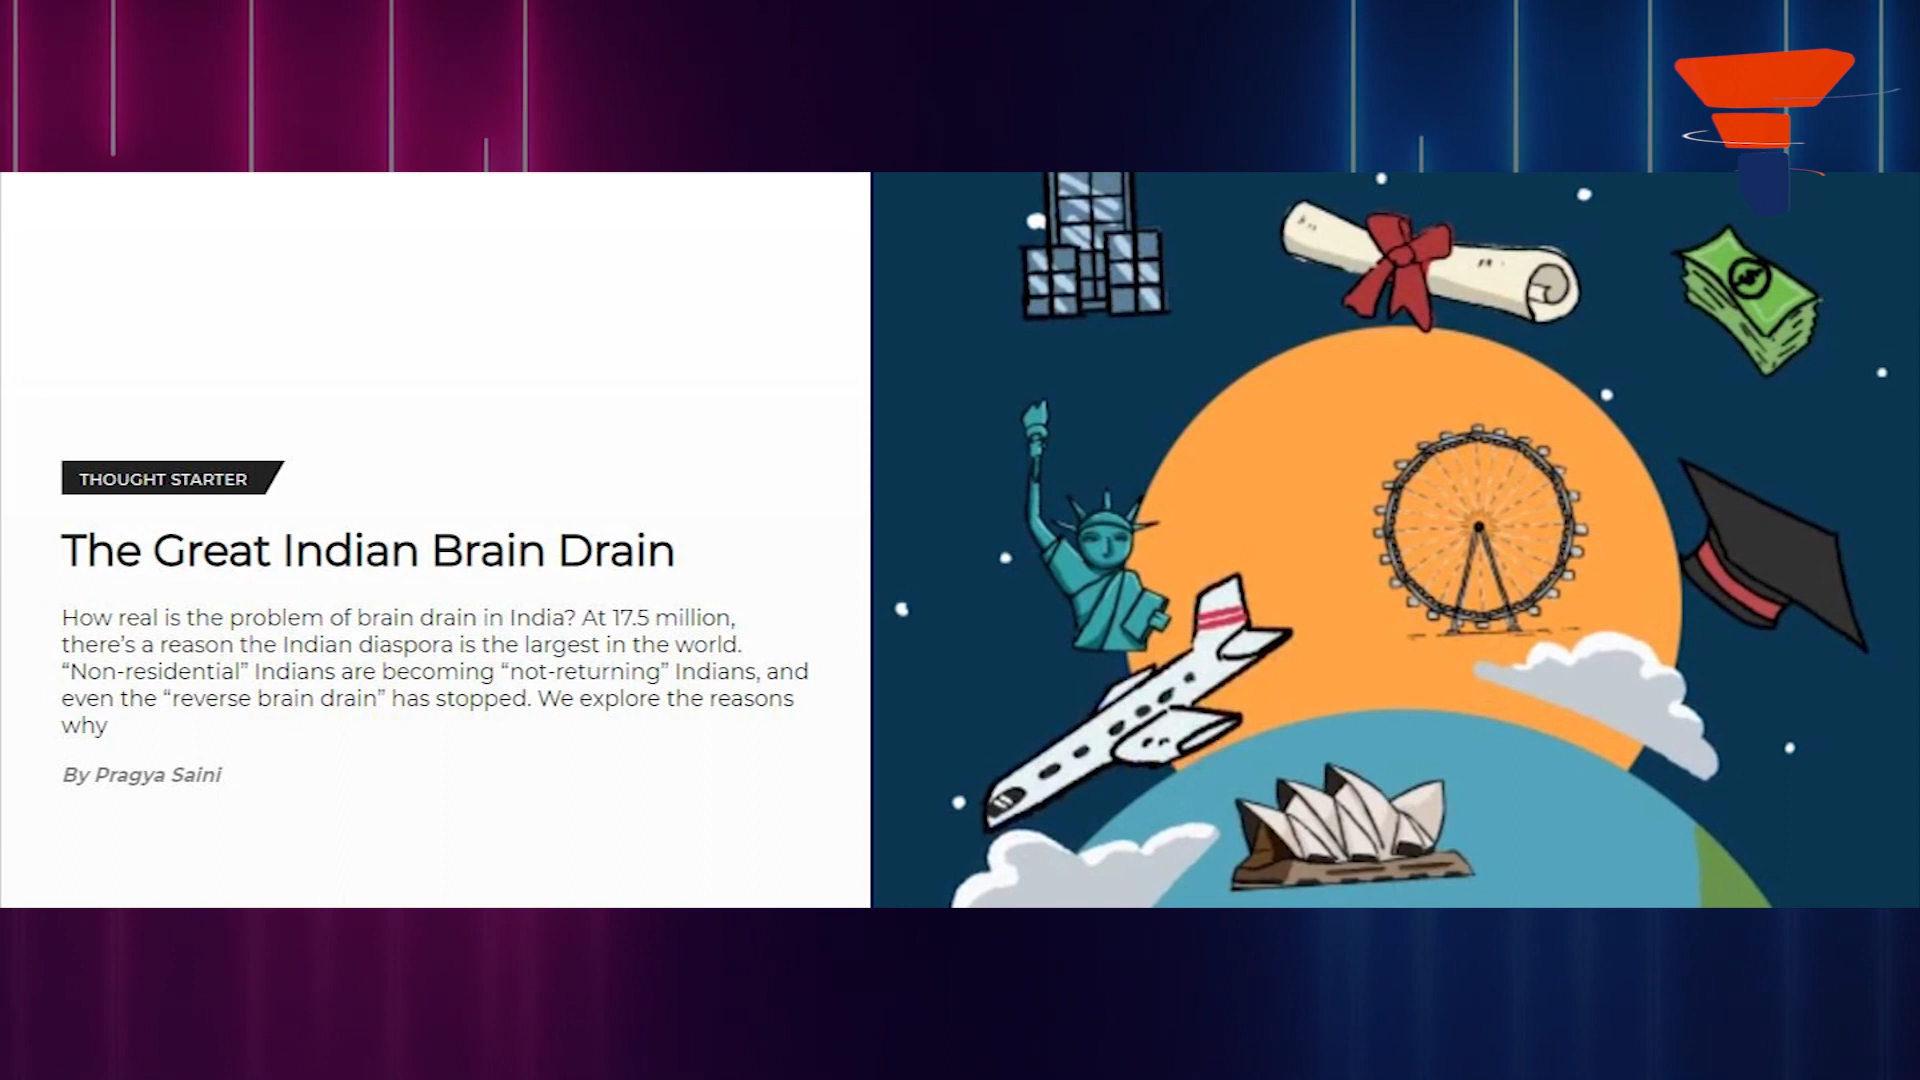 THOUGHT STARTER
The Great Indian Brain Drain
How real is the problem of brain drain in India? At 17.5 million,
there’s a reason the Indian diaspora is the largest in the world.
“Non-residential” Indians are becoming “not-returning” Indians, and
even the “reverse brain drain” has stopped. We explore the reasons
why
By Pragya Saini